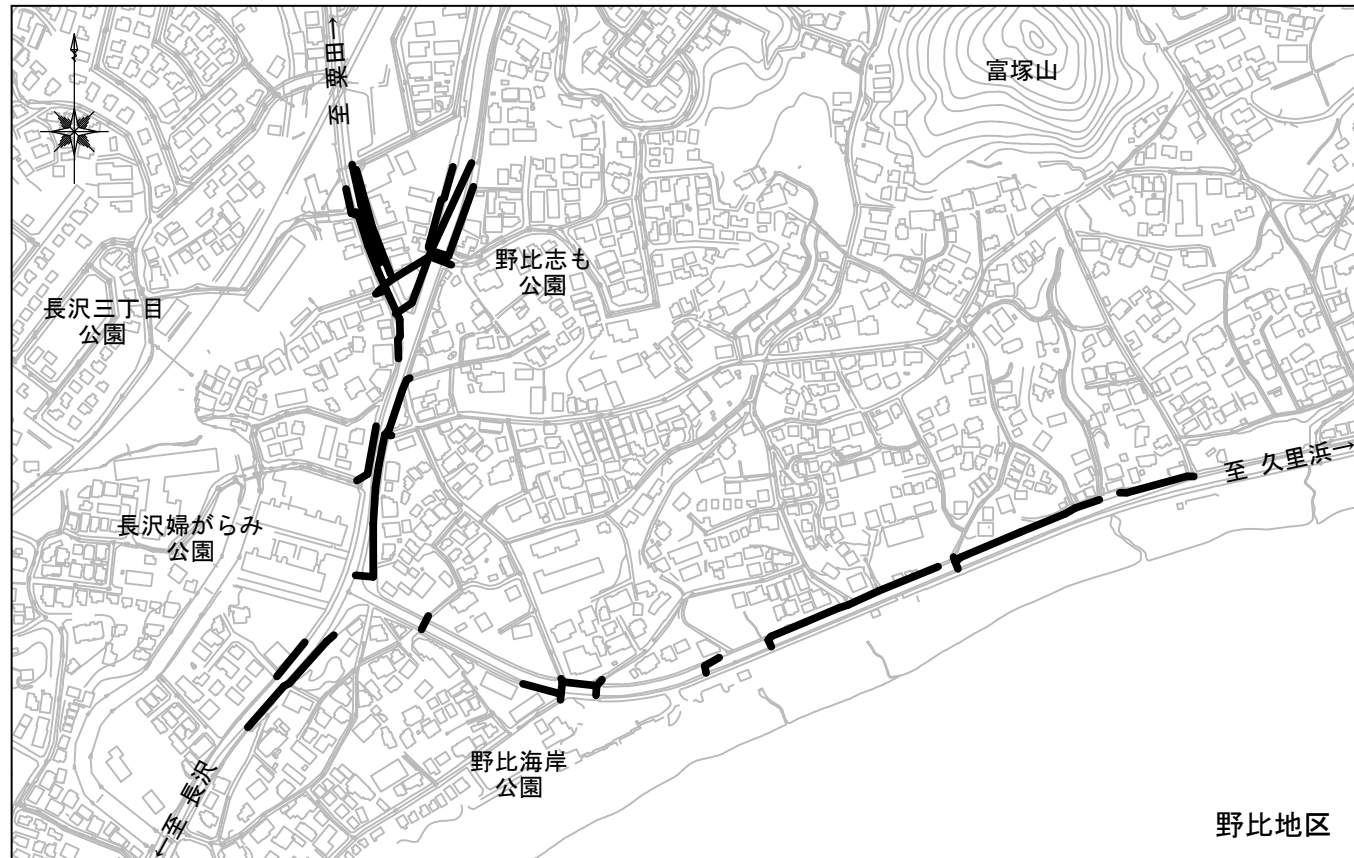 至 粟田→
富塚山
野比志も
公園
長沢三丁目
公園
至 久里浜→
長沢婦がらみ
公園
野比海岸
公園
←至 長沢
野比地区